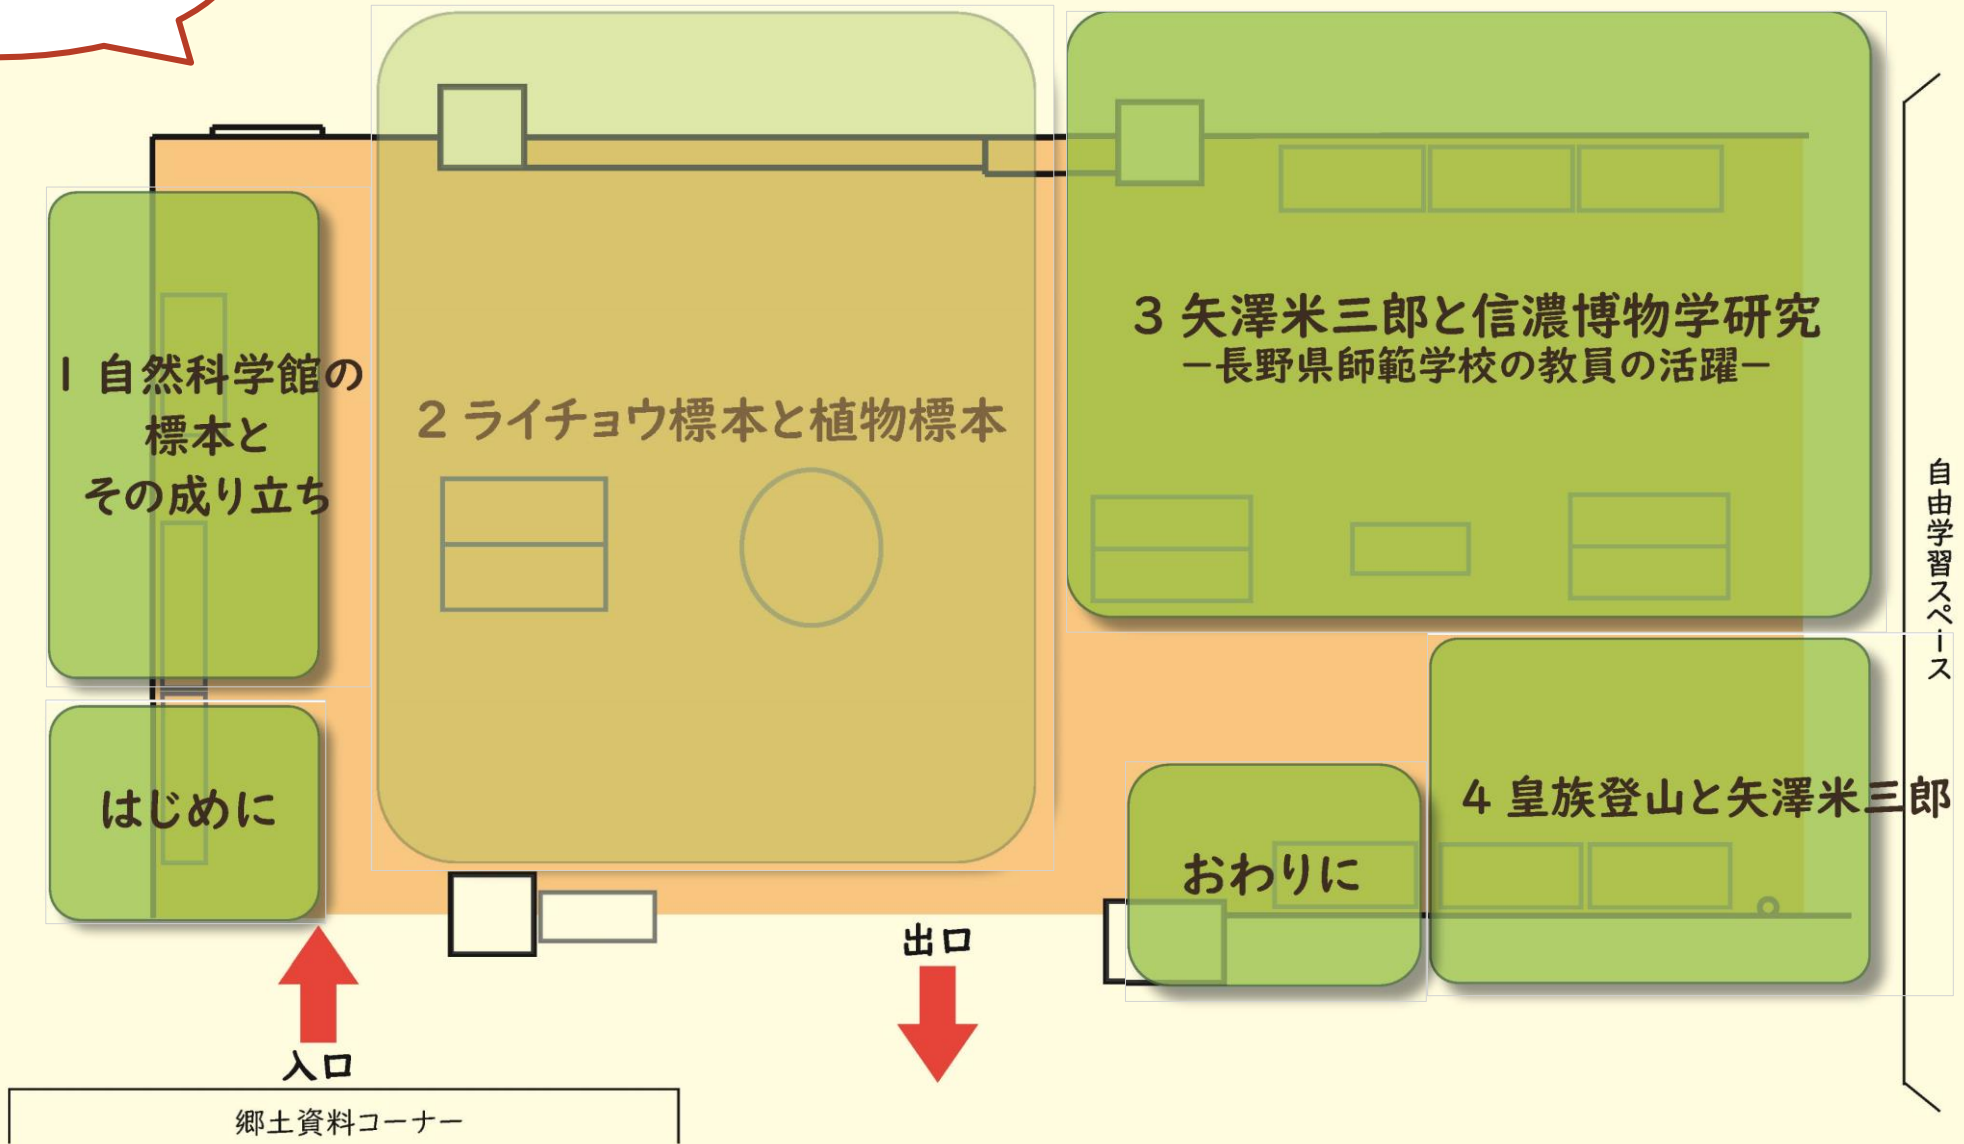 1 自然科学館の
標本と
その成り立ち
2 ライチョウ標本と植物標本
3 矢澤米三郎と信濃博物学研究
－長野県師範学校の教員の活躍－
自由学習スペース
はじめに
4 皇族登山と矢澤米三郎
おわりに
出口
入口
郷土資料コーナー